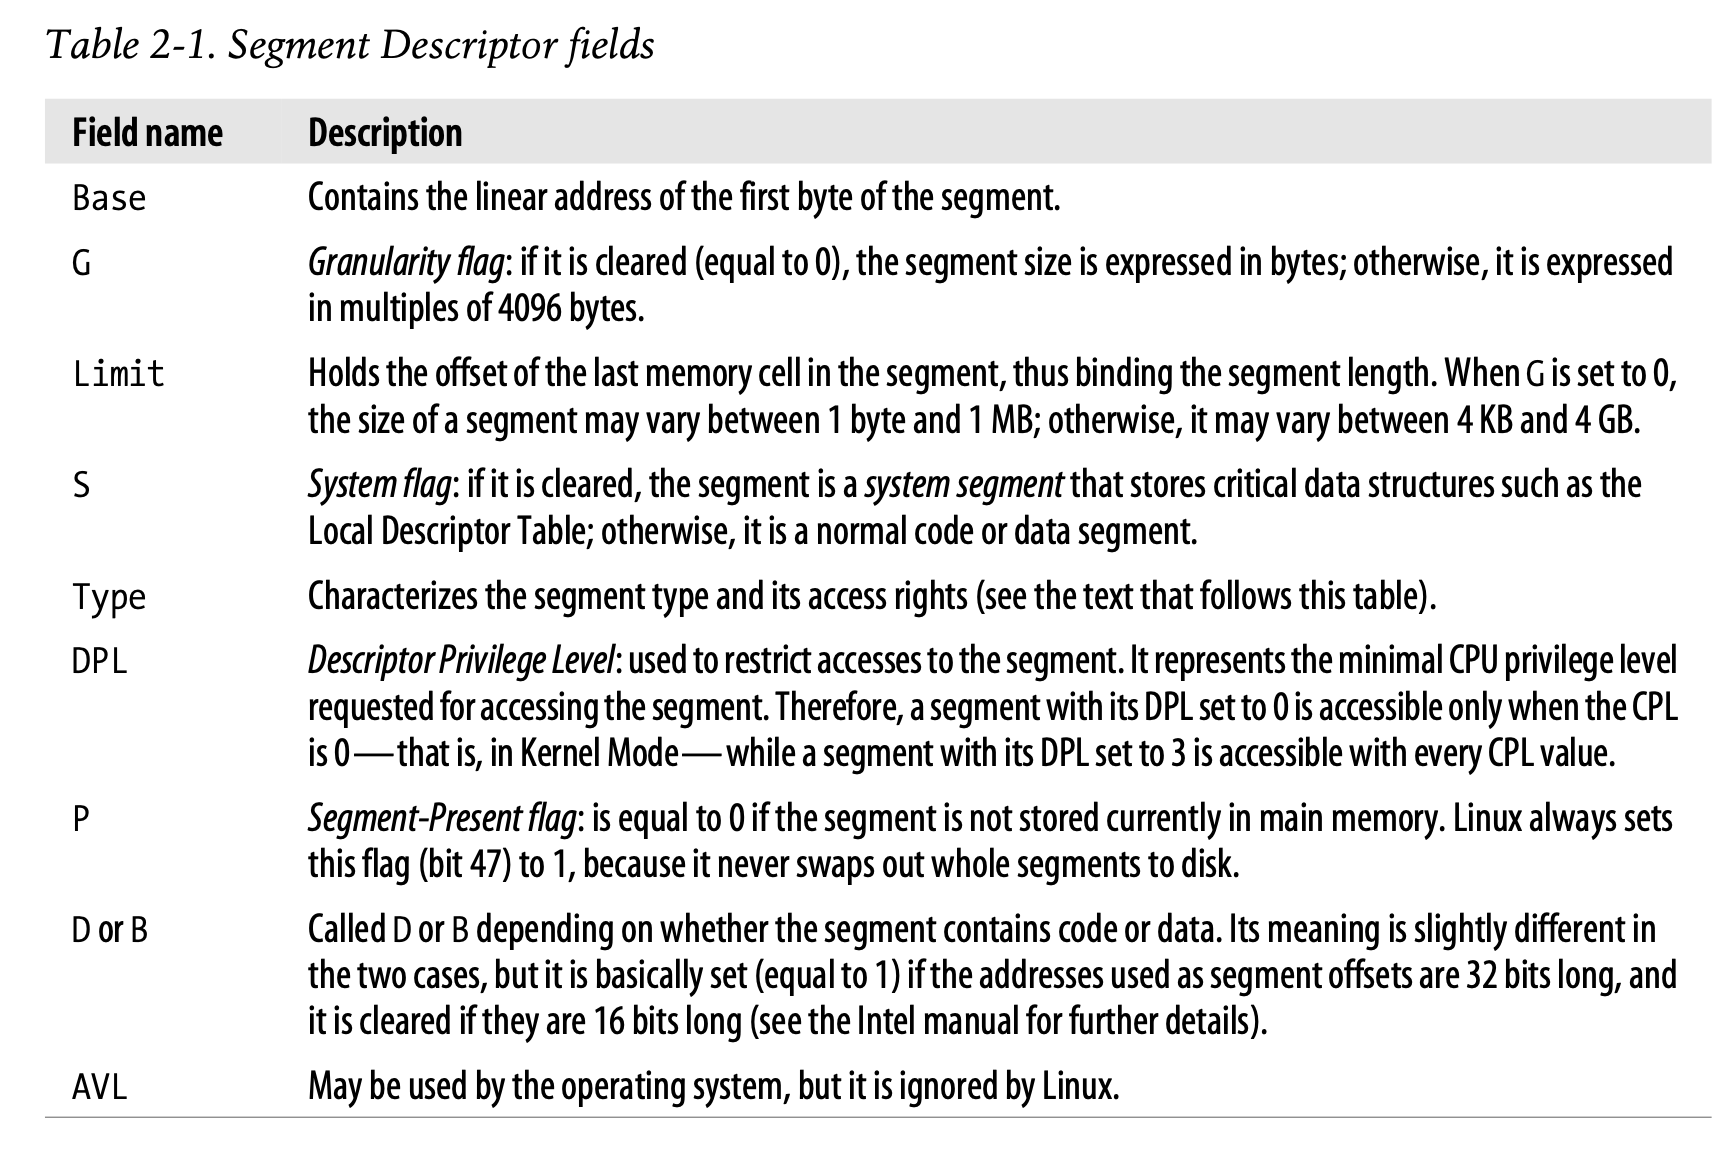 Table 2-1. Segment Descriptor fields
Field name Description
Base Contains the linear address of the first byte of the segment.
G Granularity flag: if it is cleared (equal to 0), the segment size is expressed in bytes; otherwise, it is expressed
in multiples of 4096 bytes.
Limit Holds the offset of the last memory cell in the segment, thus binding the segment length. When G is set to 0,
the size of a segment may vary between 1 byte and 1 MB; otherwise, it may vary between 4 KB and 4 GB.
S System flag: if it is cleared, the segment is a system segment that stores critical data structures such as the
Local Descriptor Table; otherwise, it is a normal code or data segment.
Type Characterizes the segment type and its access rights (see the text that follows this table).
DPL Descriptor Privilege Level: used to restrict accesses to the segment. It represents the minimal CPU privilege level
requested for accessing the segment. Therefore, a segment with its DPL set to 0 is accessible only when the CPL
is 0—that is, in Kernel Mode—while a segment with its DPL set to 3 is accessible with every CPL value.
P Segment-Present flag: is equal to 0 if the segment is not stored currently in main memory. Linux always sets
this flag (bit 47) to 1, because it never swaps out whole segments to disk.
D or B Called D or B depending on whether the segment contains code or data. Its meaning is slightly different in
the two cases, but it is basically set (equal to 1) if the addresses used as segment offsets are 32 bits long, and
it is cleared if they are 16 bits long (see the Intel manual for further details).
AVL May be used by the operating system, but it is ignored by Linux.